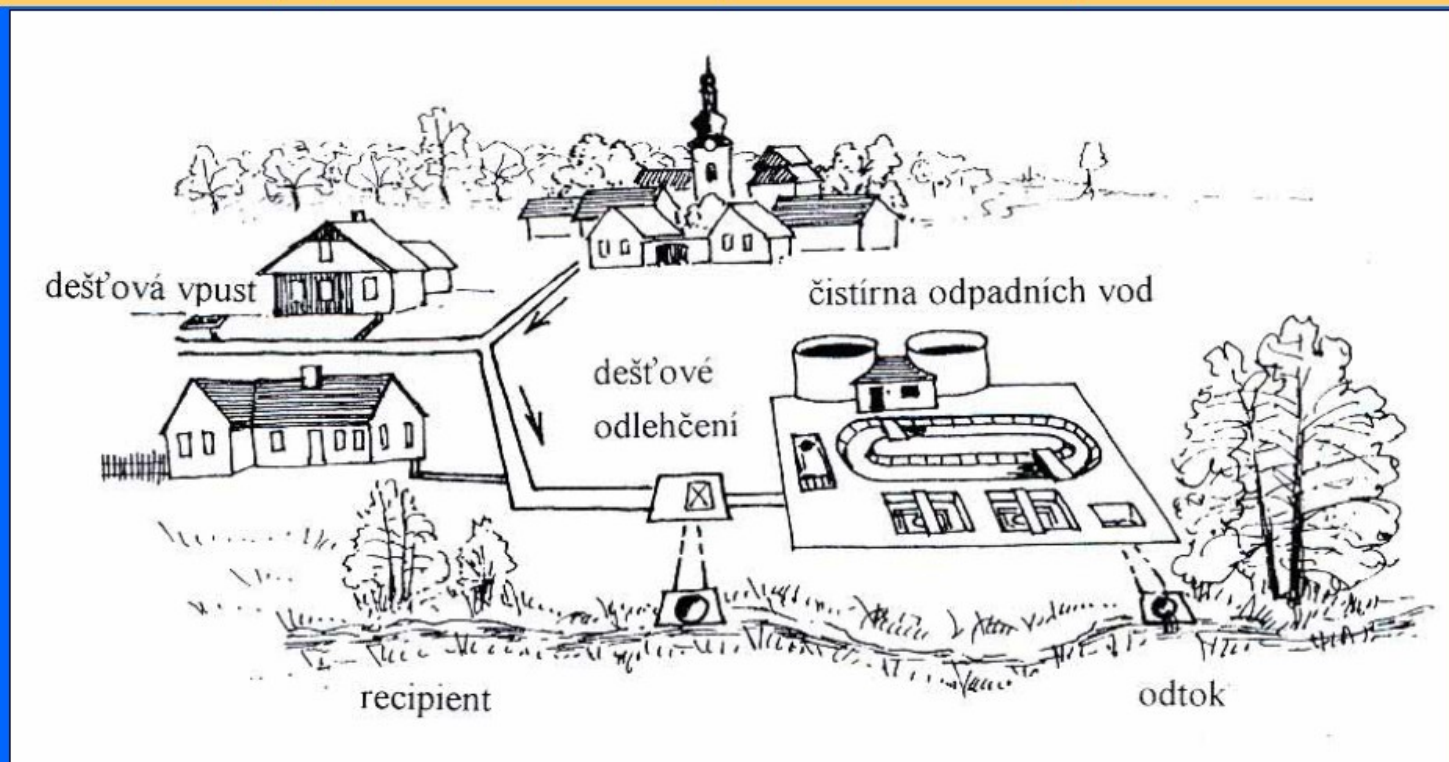 dešťová vpust
čistírna odpadních vod
dešťové
odlehčení
recipient
odtok